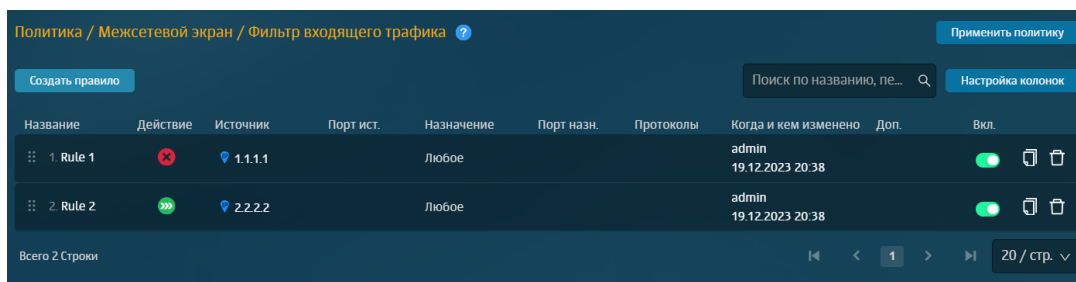 Политика / Межсетевой экран / Фильтр входящего трафика ?
Применить политику
Создать правило
Поиск по названию, пе...
Настройка колонок
Название Действие Источник Порт ист. Назначение Порт назн. Протоколы Когда и кем изменено Доп. Вкл.
1. Rule 1 1.1.1.1 Любое admin
19.12.2023 20:38
2. Rule 2 2.2.2.2 Любое admin
19.12.2023 20:38
Всего 2 Строки
1
20 / стр.